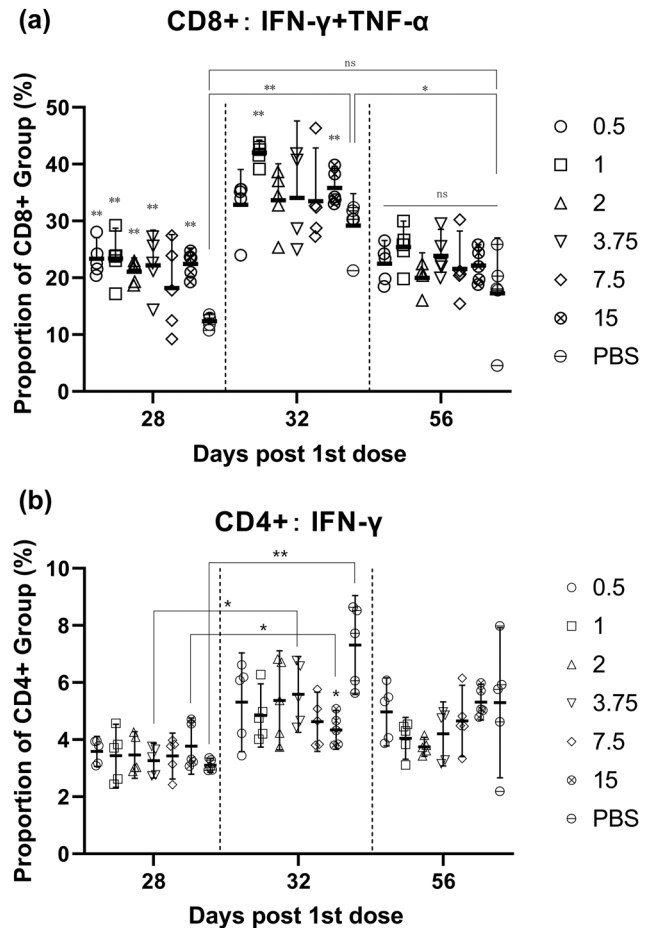 (a)
CD8+: IFN-γ+TNF-α
ns
** *
**
**
** ** ** ** **
ns
Proportion of CD8+ Group (%)
50
40
30
20
10
0
28 32 56
Days post 1st dose
0.5
1
2
3.75
7.5
15
PBS
(b)
CD4+: IFN-γ
**
*
*
*
Proportion of CD4+ Group (%)
10
8
6
4
2
0
28 32 56
Days post 1st dose
0.5
1
2
3.75
7.5
15
PBS